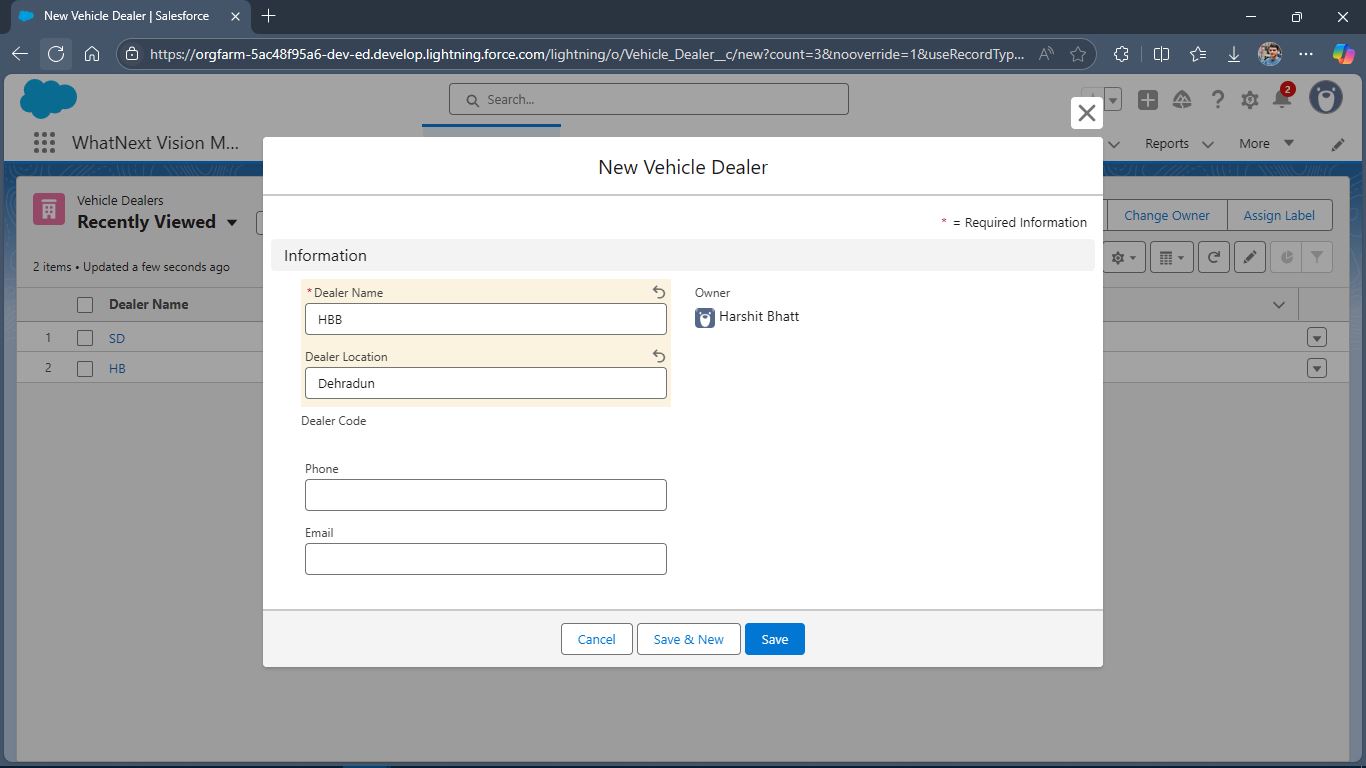 New Vehicle Dealer | Salesforce
https://orgfarm-5ac48f95a6-dev-ed.develop.lightning.force.com/lightning/o/Vehicle_Dealer__c/new?count=3&nooverride=1&useRecordTyp...
Search...
2
WhatNext Vision M...
Reports
More
New Vehicle Dealer
Vehicle Dealers
Recently Viewed
Change Owner
Assign Label
* = Required Information
2 items • Updated a few seconds ago
Information
Dealer Name
*Dealer Name
HBB
Owner
Harshit Bhatt
1 SD
2 HB
Dealer Location
Dehradun
Dealer Code
Phone
Email
Cancel
Save & New
Save